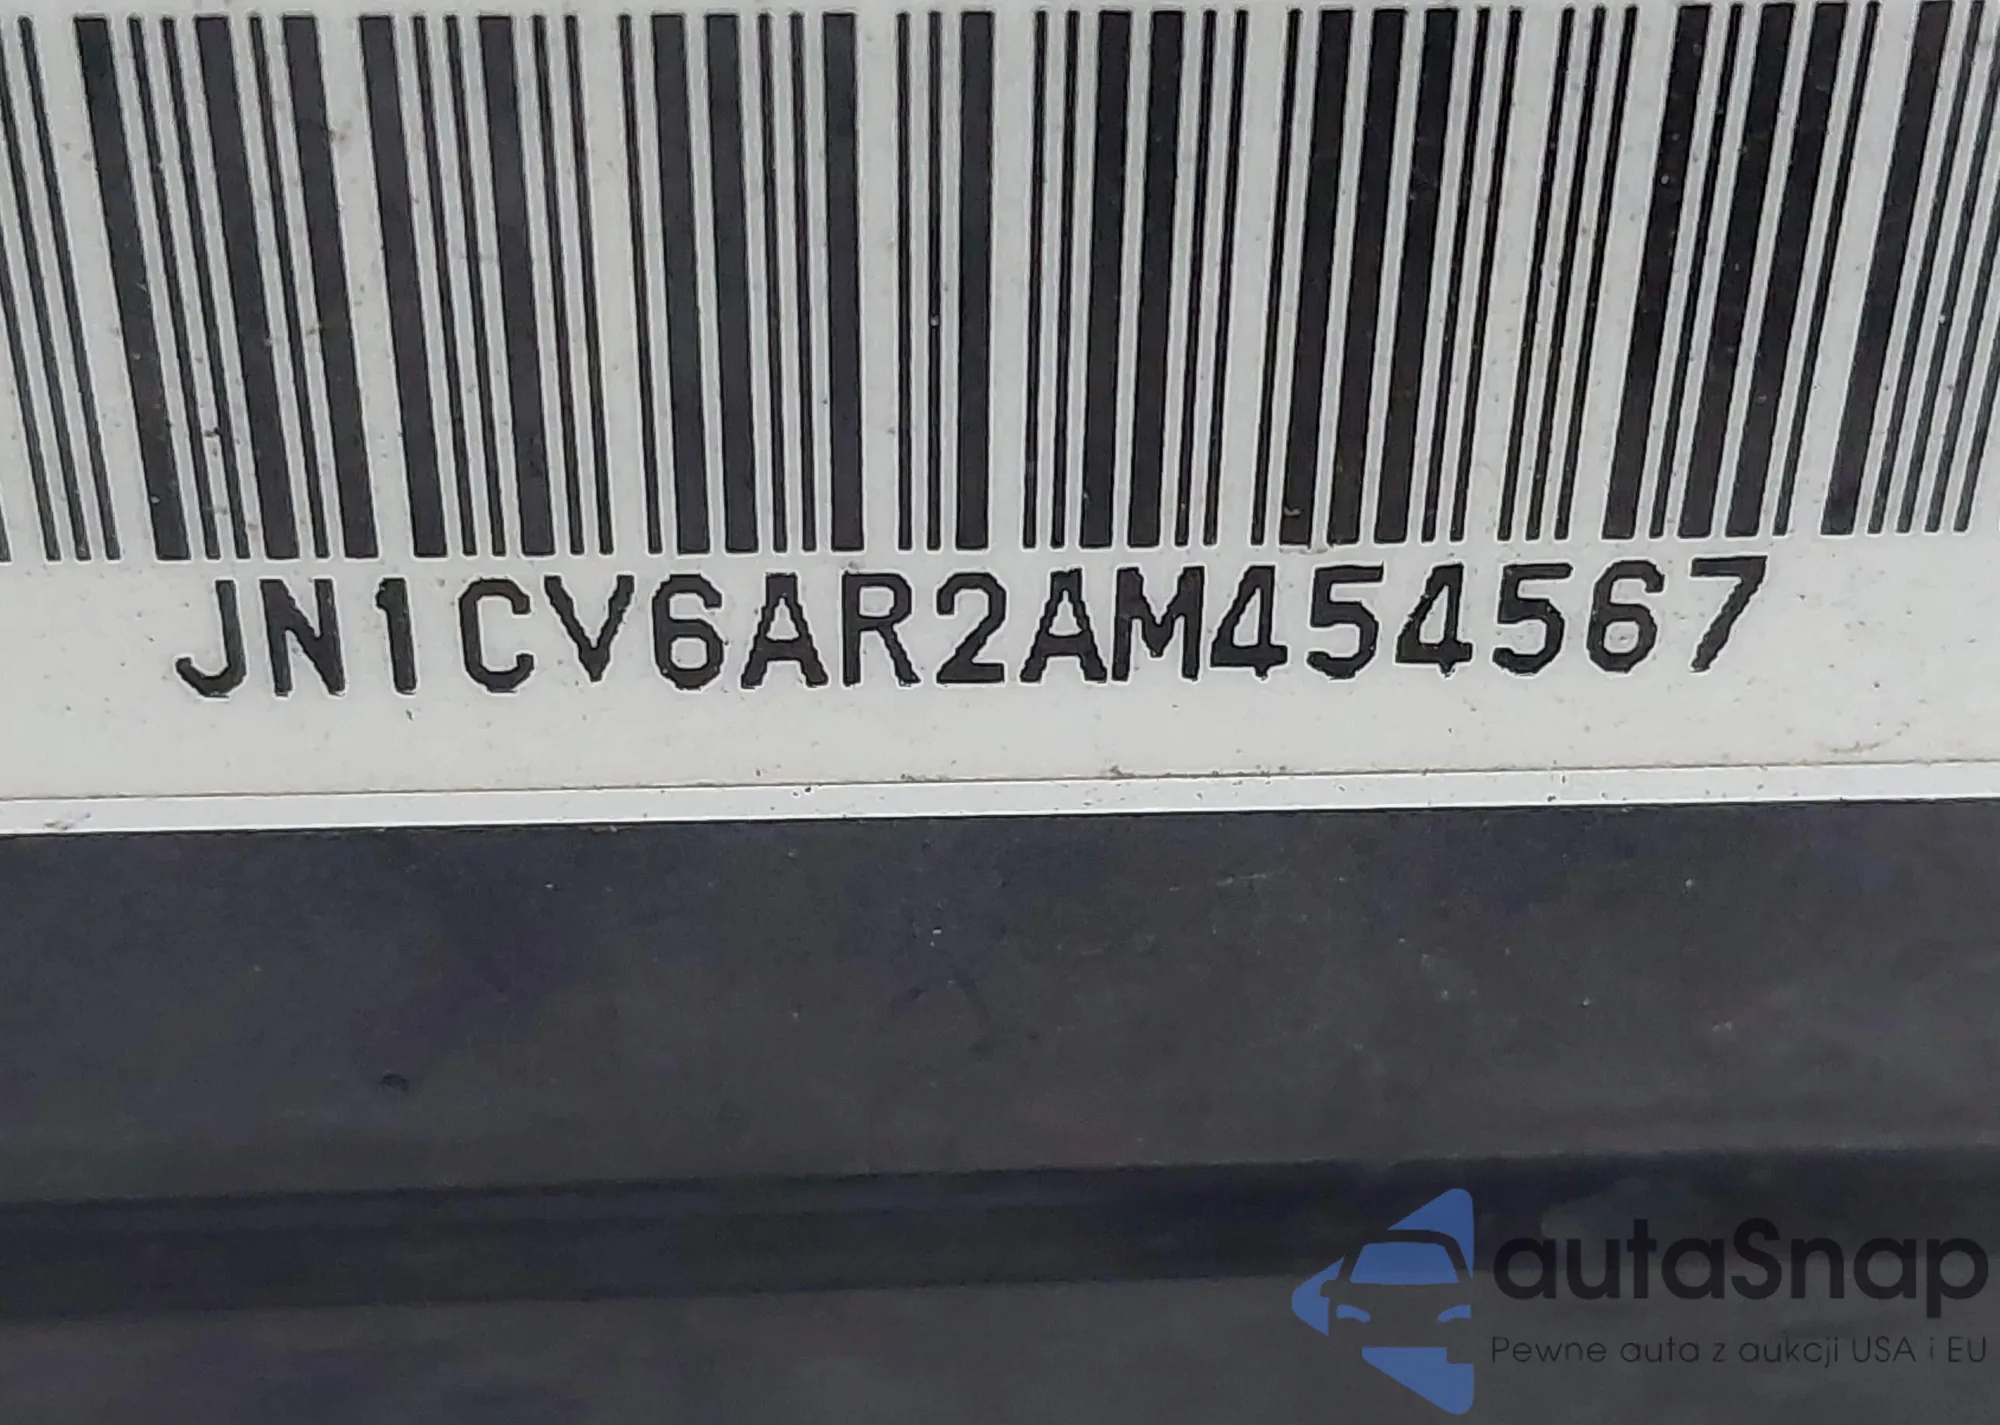 JN1CV6AR2AM454567
autaSnap
Pewne auta z aukcji USA i EU